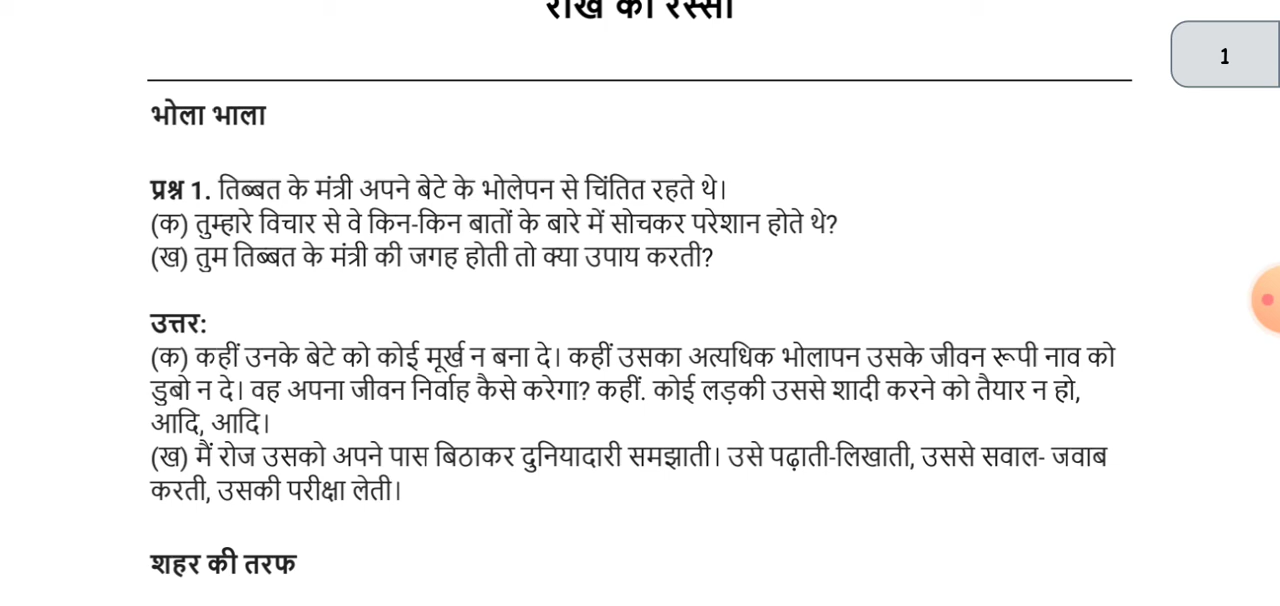 राख की रस्सी
1
भोला भाला
प्रश्न 1. तिब्बत के मंत्री अपने बेटे के भोलेपन से चिंतित रहते थे।
(क) तुम्हारे विचार से वे किन-किन बातों के बारे में सोचकर परेशान होते थे?
(ख) तुम तिब्बत के मंत्री की जगह होती तो क्या उपाय करती?
उत्तर:
(क) कहीं उनके बेटे को कोई मूर्ख न बना दे। कहीं उसका अत्यधिक भोलापन उसके जीवन रूपी नाव को
डुबो न दे। वह अपना जीवन निर्वाह कैसे करेगा? कहीं. कोई लड़की उससे शादी करने को तैयार न हो,
आदि, आदि।
(ख) मैं रोज उसको अपने पास बिठाकर दुनियादारी समझाती। उसे पढ़ाती-लिखाती, उससे सवाल- जवाब
करती, उसकी परीक्षा लेती।
शहर की तरफ